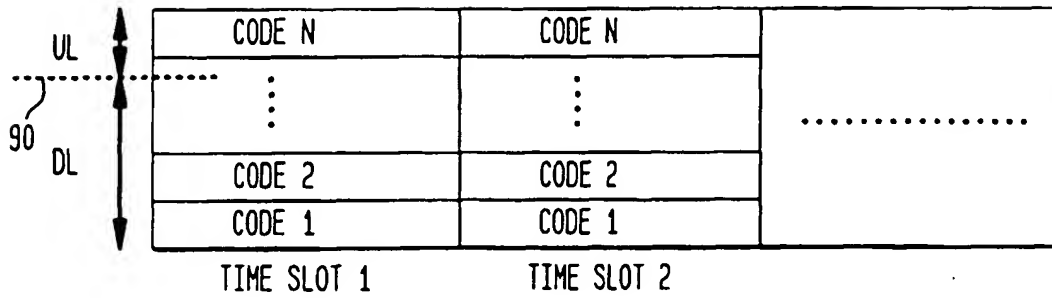 UL
CODE N CODE N
90
DL
CODE 2 CODE 2
CODE 1 CODE 1
TIME SLOT 1 TIME SLOT 2